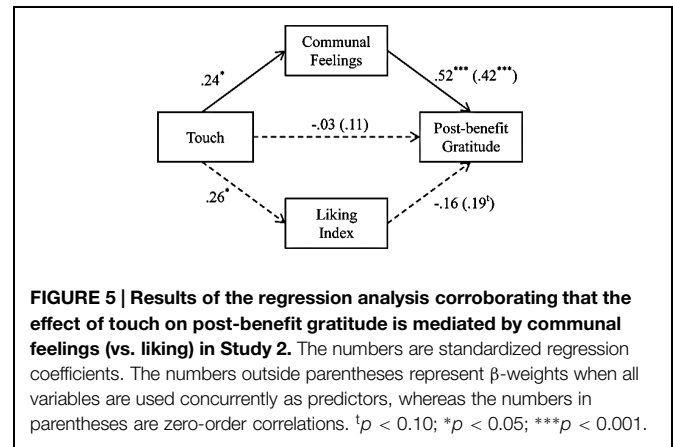 Communal
Feelings
.24*
.52*** (.42***)
Touch
-.03 (.11)
Post-benefit
Gratitude
.26*
-.16 (.19ᵗ)
Liking
Index
FIGURE 5 | Results of the regression analysis corroborating that the
effect of touch on post-benefit gratitude is mediated by communal
feelings (vs. liking) in Study 2. The numbers are standardized regression
coefficients. The numbers outside parentheses represent β-weights when all
variables are used concurrently as predictors, whereas the numbers in
parentheses are zero-order correlations. ᵗp < 0.10; *p < 0.05; ***p < 0.001.